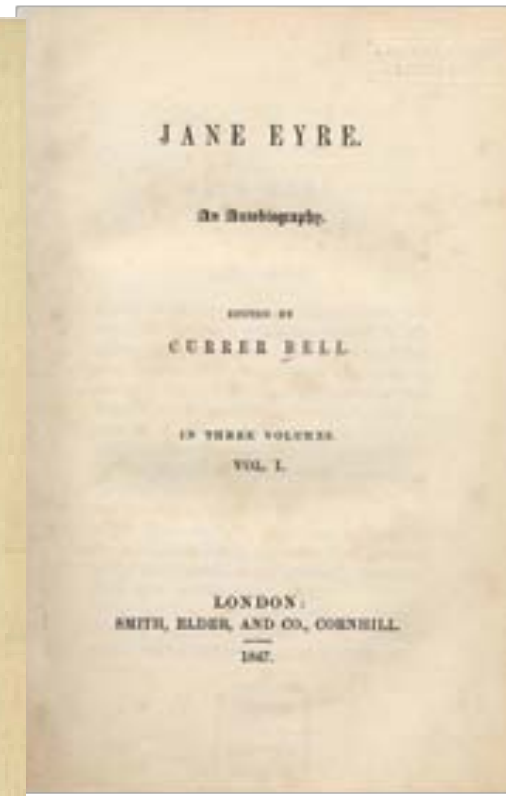 JANE EYRE.
An Autobiography.
EDITED BY
CURRER BELL
IN THREE VOLUMES.
VOL. I.
LONDON:
SMITH, ELDER, AND CO., CORNHILL.
1847.